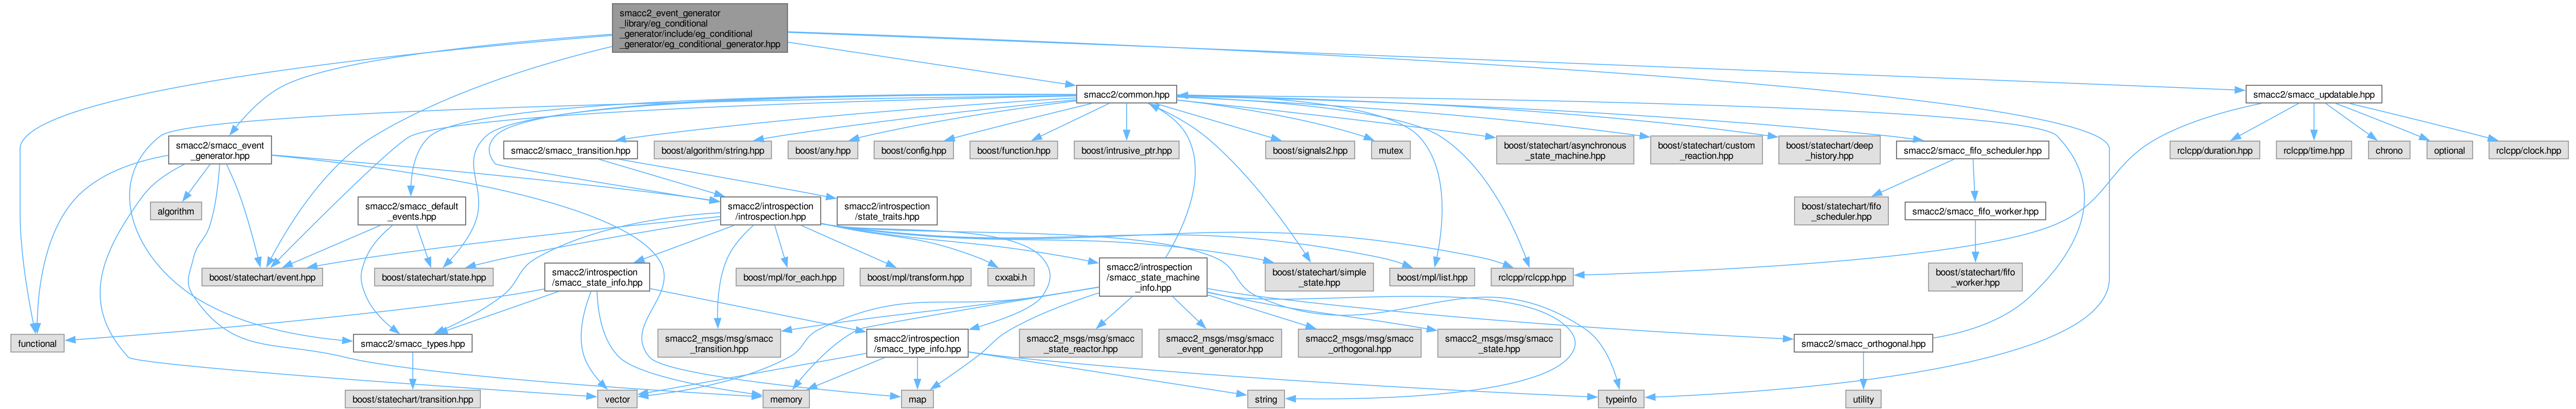 smacc2_event_generator
_library/eg_conditional
_generator/include/eg_conditional
_generator/eg_conditional_generator.hpp
smacc2/common.hpp
smacc2/smacc_updatable.hpp
smacc2/smacc_event
_generator.hpp
smacc2/smacc_transition.hpp
boost/algorithm/string.hpp
boost/any.hpp
boost/config.hpp
boost/function.hpp
boost/intrusive_ptr.hpp
boost/signals2.hpp
mutex
boost/statechart/asynchronous
_state_machine.hpp
boost/statechart/custom
_reaction.hpp
boost/statechart/deep
_history.hpp
smacc2/smacc_fifo_scheduler.hpp
rclcpp/duration.hpp
rclcpp/time.hpp
chrono
optional
rclcpp/clock.hpp
algorithm
smacc2/smacc_default
_events.hpp
smacc2/introspection
/introspection.hpp
smacc2/introspection
/state_traits.hpp
boost/statechart/fifo
_scheduler.hpp
smacc2/smacc_fifo_worker.hpp
boost/statechart/event.hpp
boost/statechart/state.hpp
smacc2/introspection
/smacc_state_info.hpp
boost/mpl/for_each.hpp
boost/mpl/transform.hpp
cxxabi.h
smacc2/introspection
/smacc_state_machine
_info.hpp
boost/statechart/simple
_state.hpp
boost/mpl/list.hpp
rclcpp/rclcpp.hpp
boost/statechart/fifo
_worker.hpp
functional
smacc2/smacc_types.hpp
smacc2_msgs/msg/smacc
_transition.hpp
smacc2/introspection
/smacc_type_info.hpp
smacc2_msgs/msg/smacc
_state_reactor.hpp
smacc2_msgs/msg/smacc
_event_generator.hpp
smacc2_msgs/msg/smacc
_orthogonal.hpp
smacc2_msgs/msg/smacc
_state.hpp
smacc2/smacc_orthogonal.hpp
boost/statechart/transition.hpp
vector
memory
map
string
typeinfo
utility